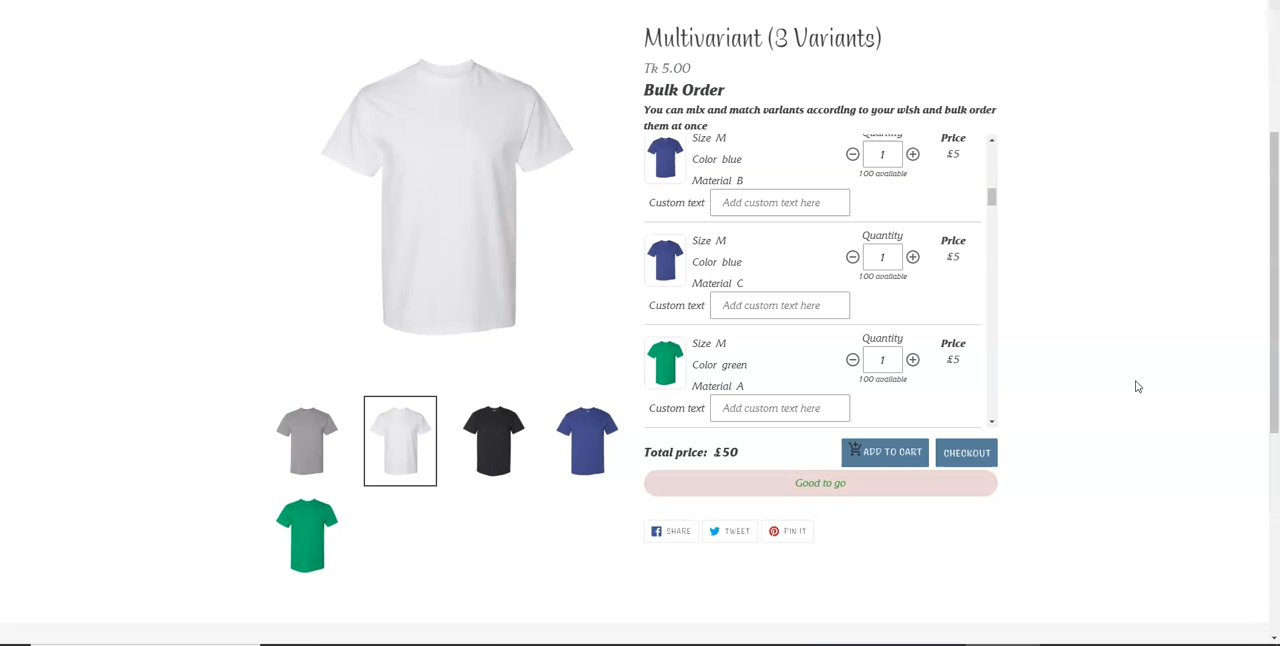 Multivariant (3 Variants)
Tk 5.00
Bulk Order
You can mix and match variants according to your wish and bulk order
them at once
Size M
Color blue
Material B
Quantity
1
100 available
Price
£5
Custom text Add custom text here
Size M
Color blue
Material C
Quantity
1
100 available
Price
£5
Custom text Add custom text here
Size M
Color green
Material A
Quantity
1
100 available
Price
£5
Custom text Add custom text here
Total price: £50
ADD TO CART
CHECKOUT
Good to go
SHARE
TWEET
PIN IT